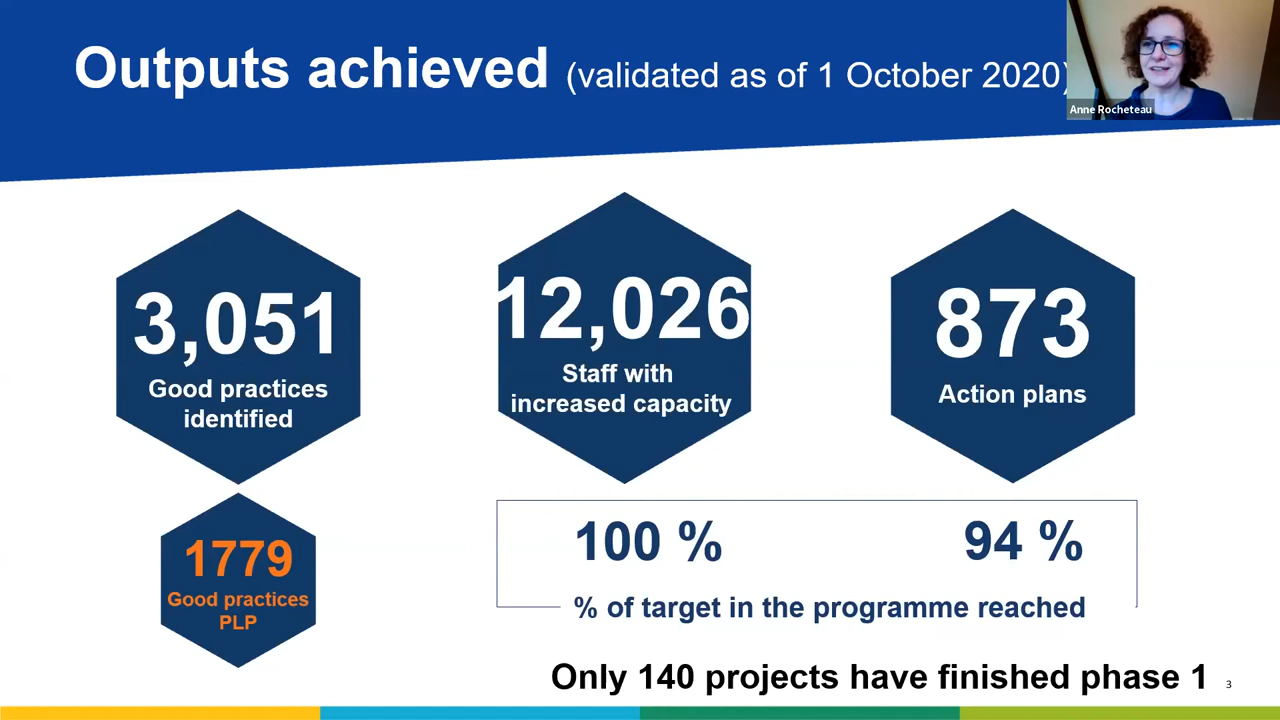 Outputs achieved (validated as of 1 October 2020)
Anne Rocheteau
3,051
Good practices
identified
12,026
Staff with
increased capacity
873
Action plans
1779
Good practices
PLP
100 %
94 %
% of target in the programme reached
Only 140 projects have finished phase 1
3